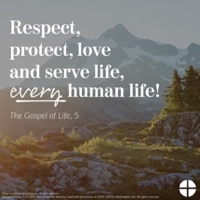 Respect,
protect, love
and serve life,
every human life!
The Gospel of Life, 5